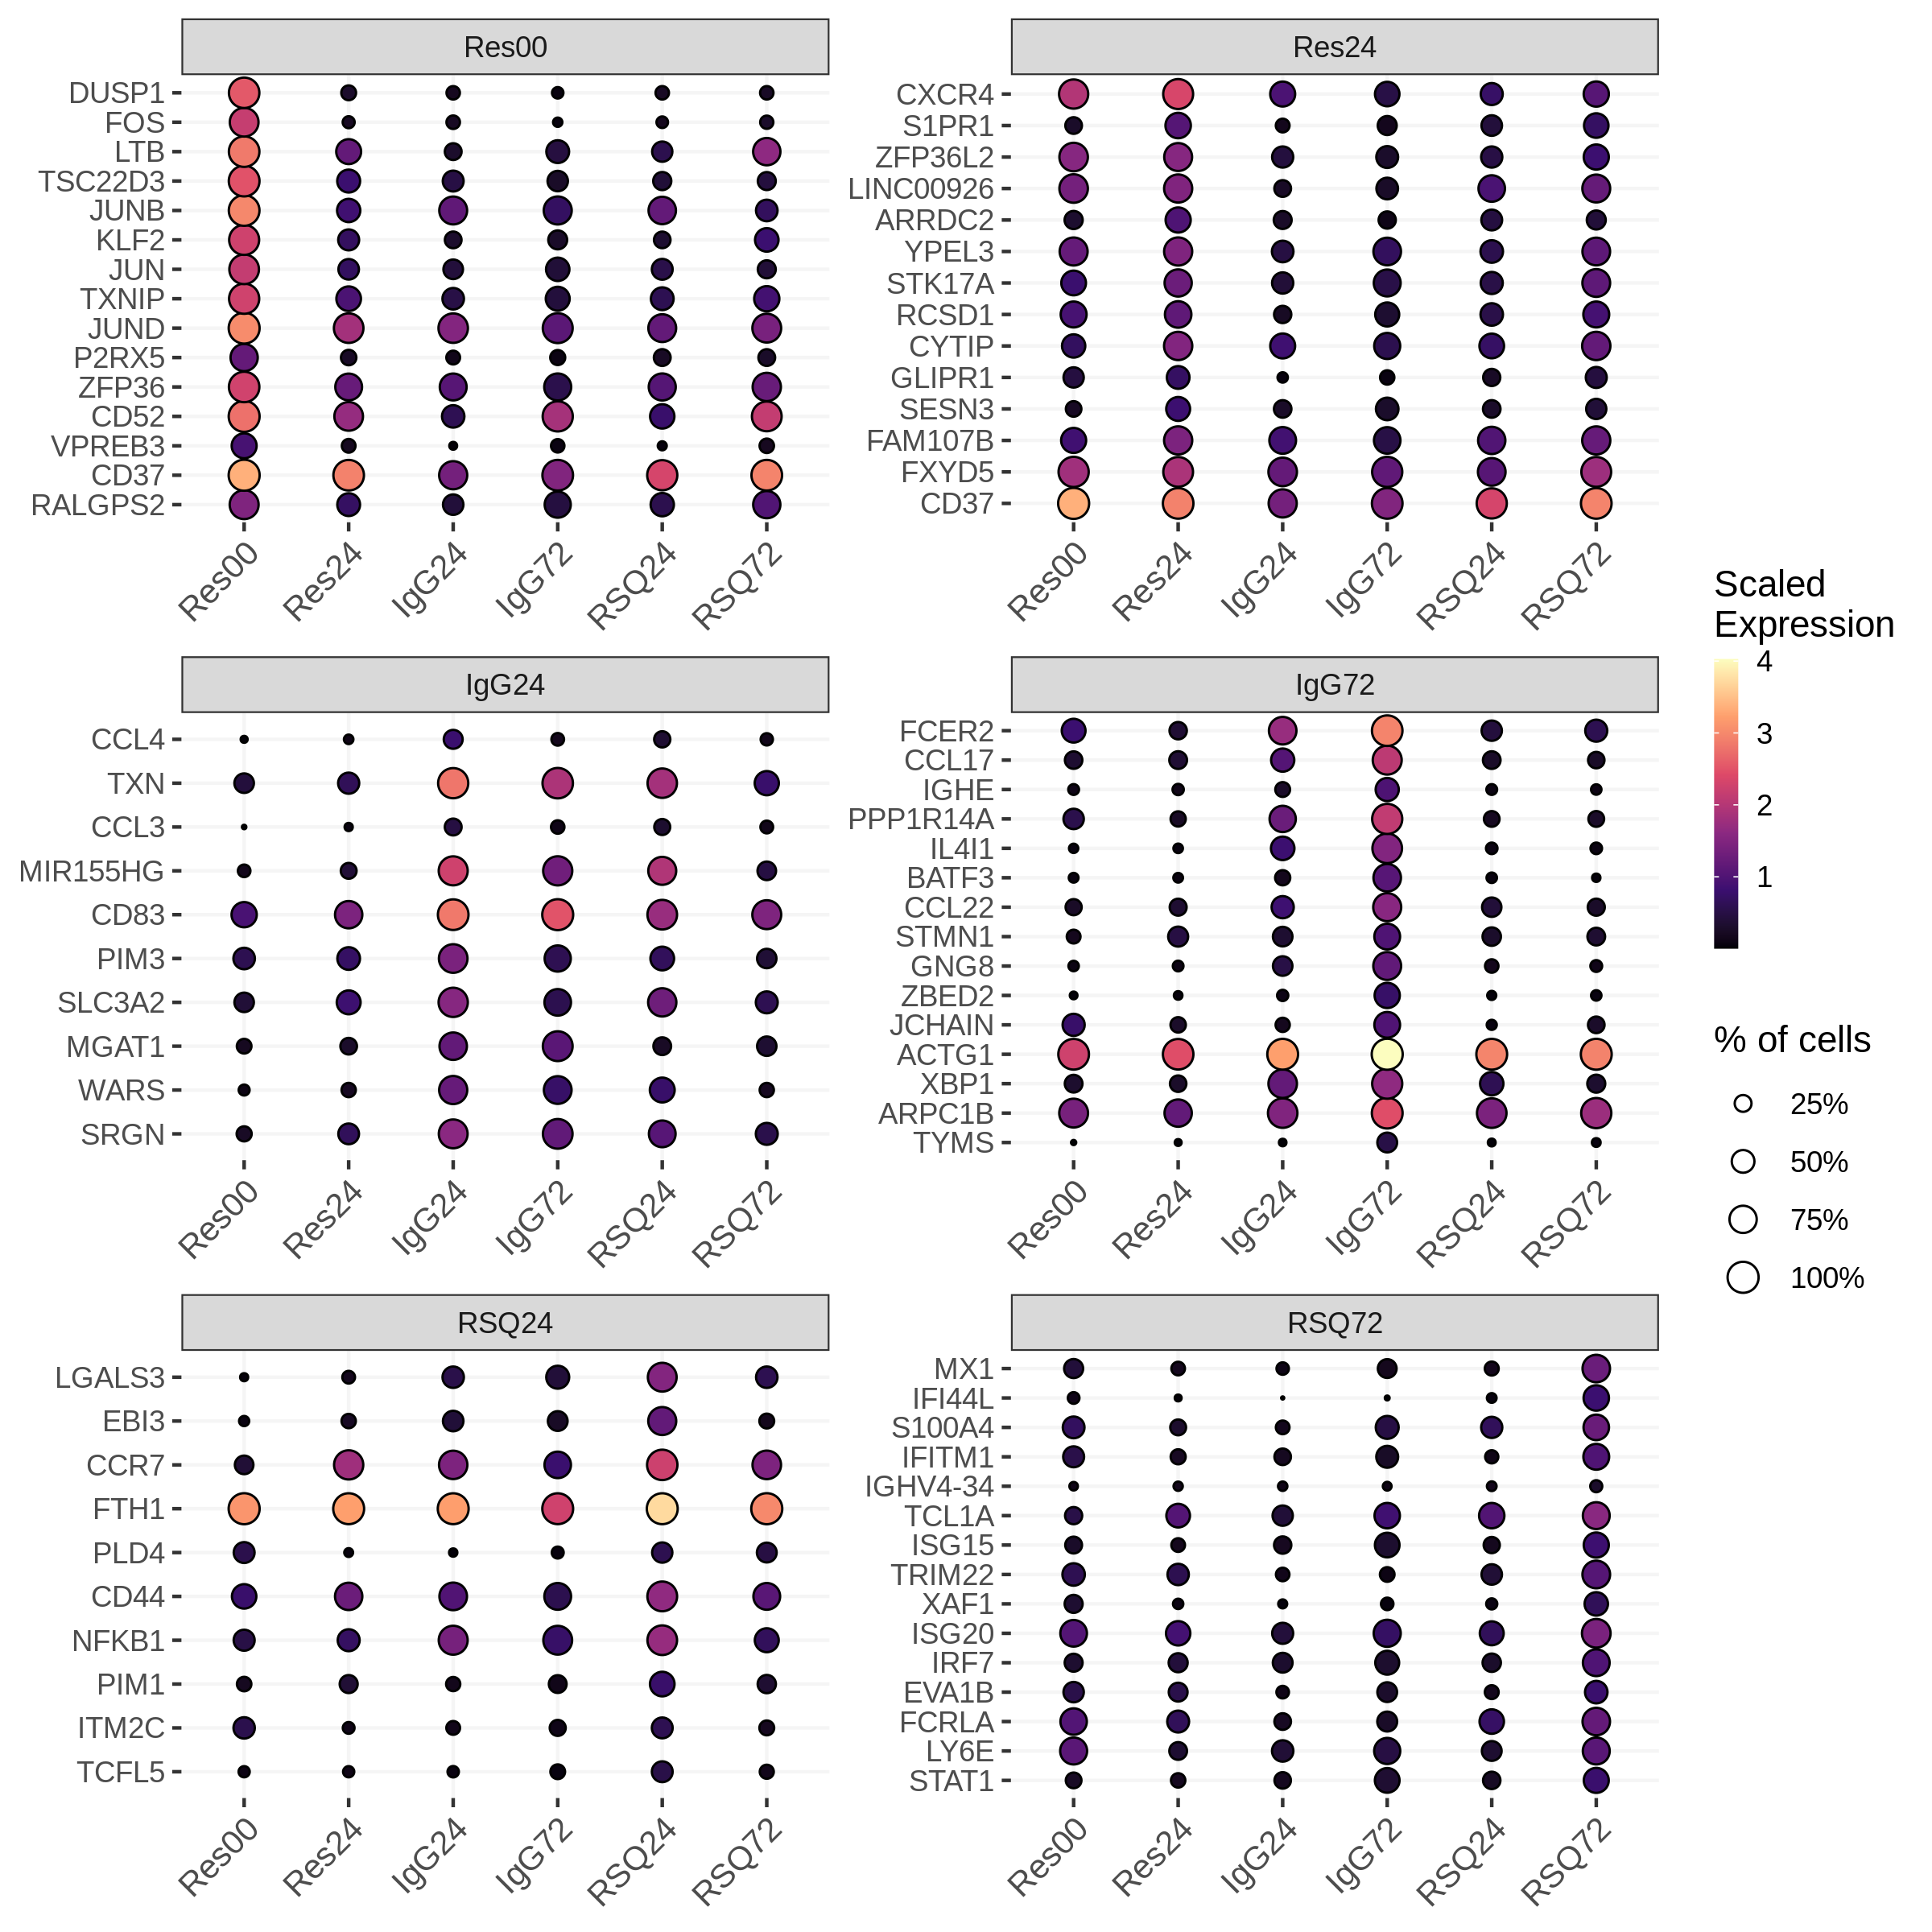 Res00
DUSP1
FOS
LTB
TSC22D3
JUNB
KLF2
JUN
TXNIP
JUND
P2RX5
ZFP36
CD52
VPREB3
CD37
RALGPS2
Res00 Res24 IgG24 IgG72 RSQ24 RSQ72
Res24
CXCR4
S1PR1
ZFP36L2
LINC00926
ARRDC2
YPEL3
STK17A
RCSD1
CYTIP
GLIPR1
SESN3
FAM107B
FXYD5
CD37
Res00 Res24 IgG24 IgG72 RSQ24 RSQ72
IgG24
CCL4
TXN
CCL3
MIR155HG
CD83
PIM3
SLC3A2
MGAT1
WARS
SRGN
Res00 Res24 IgG24 IgG72 RSQ24 RSQ72
IgG72
FCER2
CCL17
IGHE
PPP1R14A
IL4I1
BATF3
CCL22
STMN1
GNG8
ZBED2
JCHAIN
ACTG1
XBP1
ARPC1B
TYMS
Res00 Res24 IgG24 IgG72 RSQ24 RSQ72
RSQ24
LGALS3
EBI3
CCR7
FTH1
PLD4
CD44
NFKB1
PIM1
ITM2C
TCFL5
Res00 Res24 IgG24 IgG72 RSQ24 RSQ72
RSQ72
MX1
IFI44L
S100A4
IFITM1
IGHV4-34
TCL1A
ISG15
TRIM22
XAF1
ISG20
IRF7
EVA1B
FCRLA
LY6E
STAT1
Res00 Res24 IgG24 IgG72 RSQ24 RSQ72
Scaled
Expression
4
3
2
1
% of cells
25%
50%
75%
100%